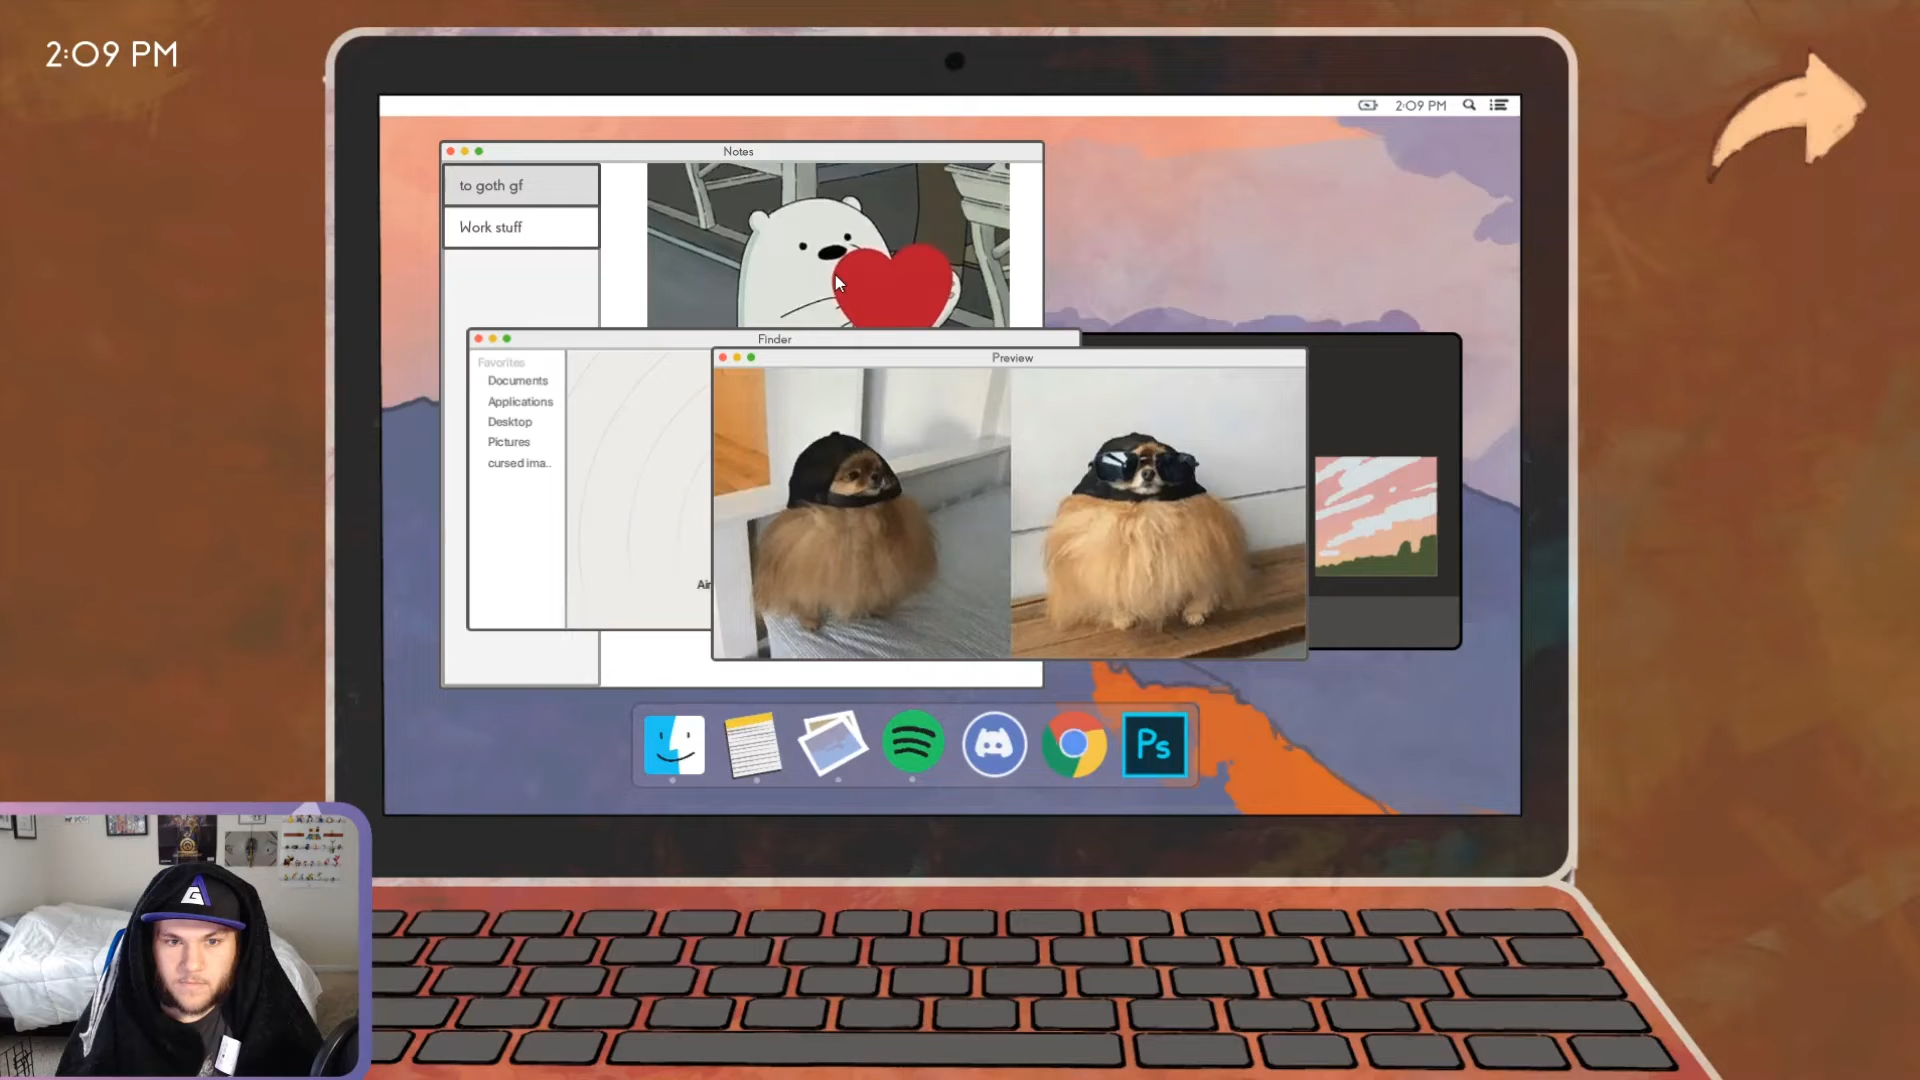 2:09 PM
2:09 PM
Notes
to goth gf
Work stuff
Finder
Favorites
Documents
Applications
Desktop
Pictures
cursed ima..
Air
Preview
Ps